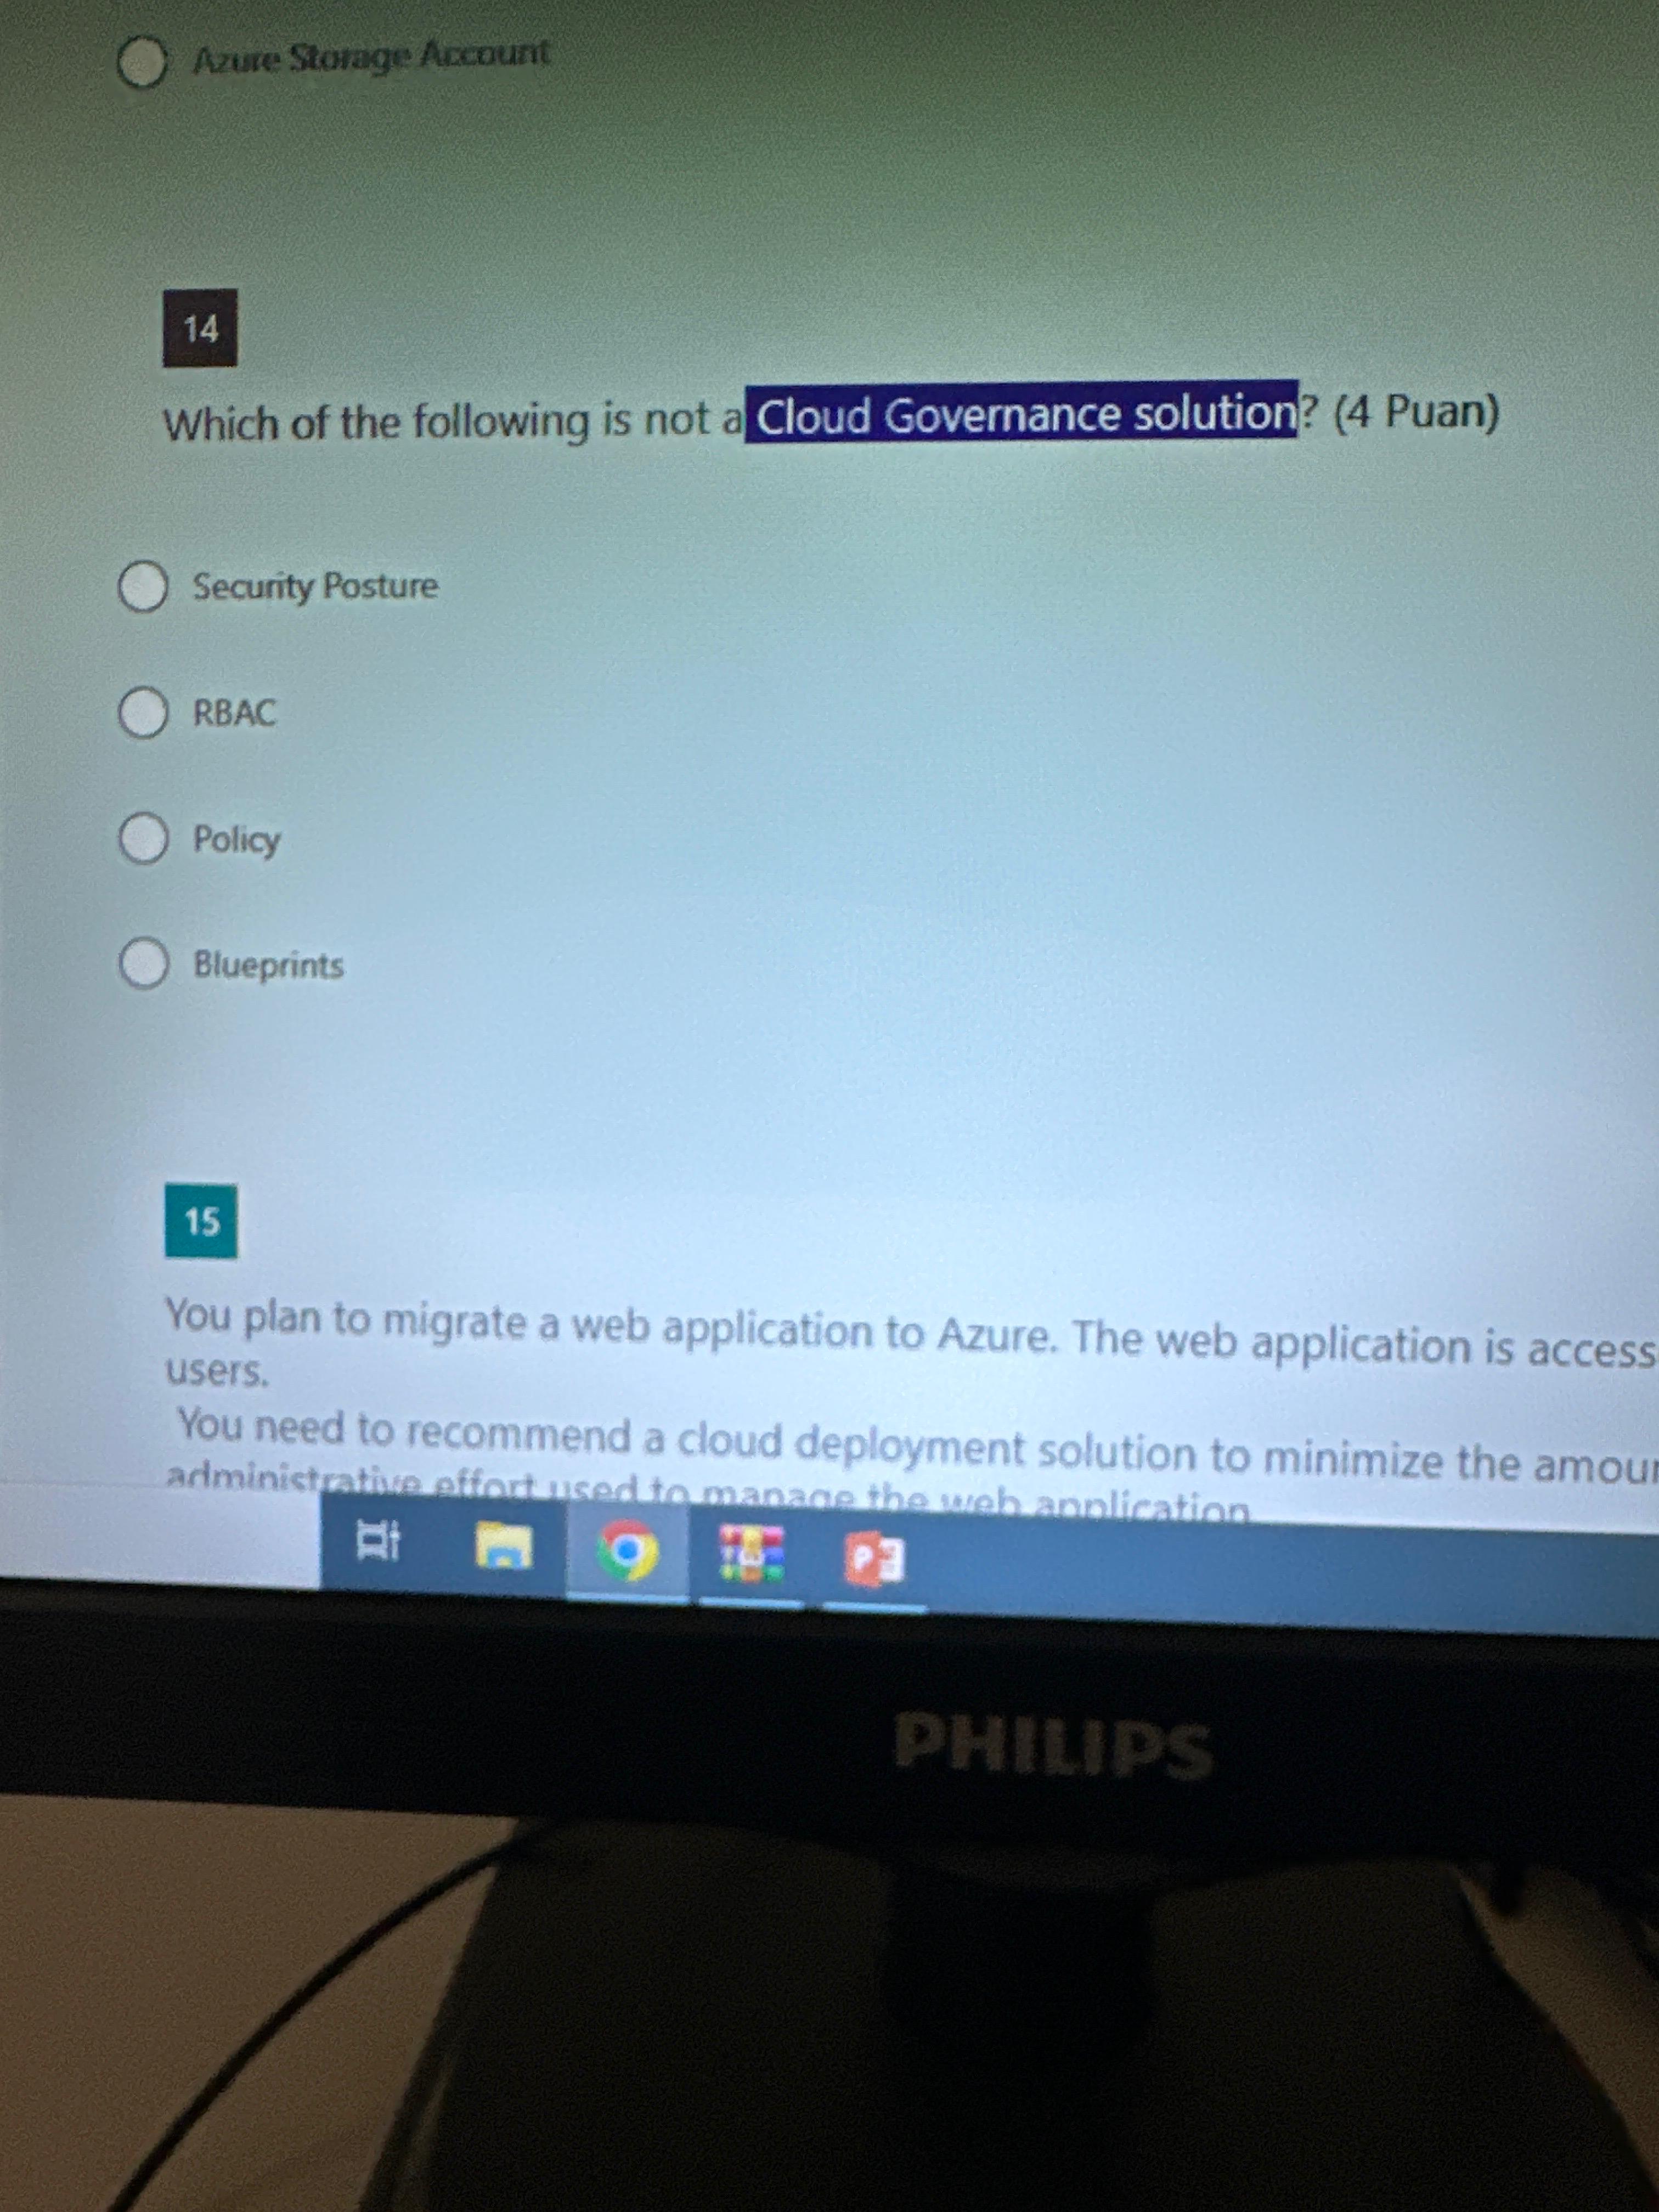 Azure Storage Account
14
Which of the following is not a Cloud Governance solution? (4 Puan)
Security Posture
RBAC
Policy
Blueprints
15
You plan to migrate a web application to Azure. The web application is access
users.
You need to recommend a cloud deployment solution to minimize the amou
administrative effort used to manage the web application
PHILIPS